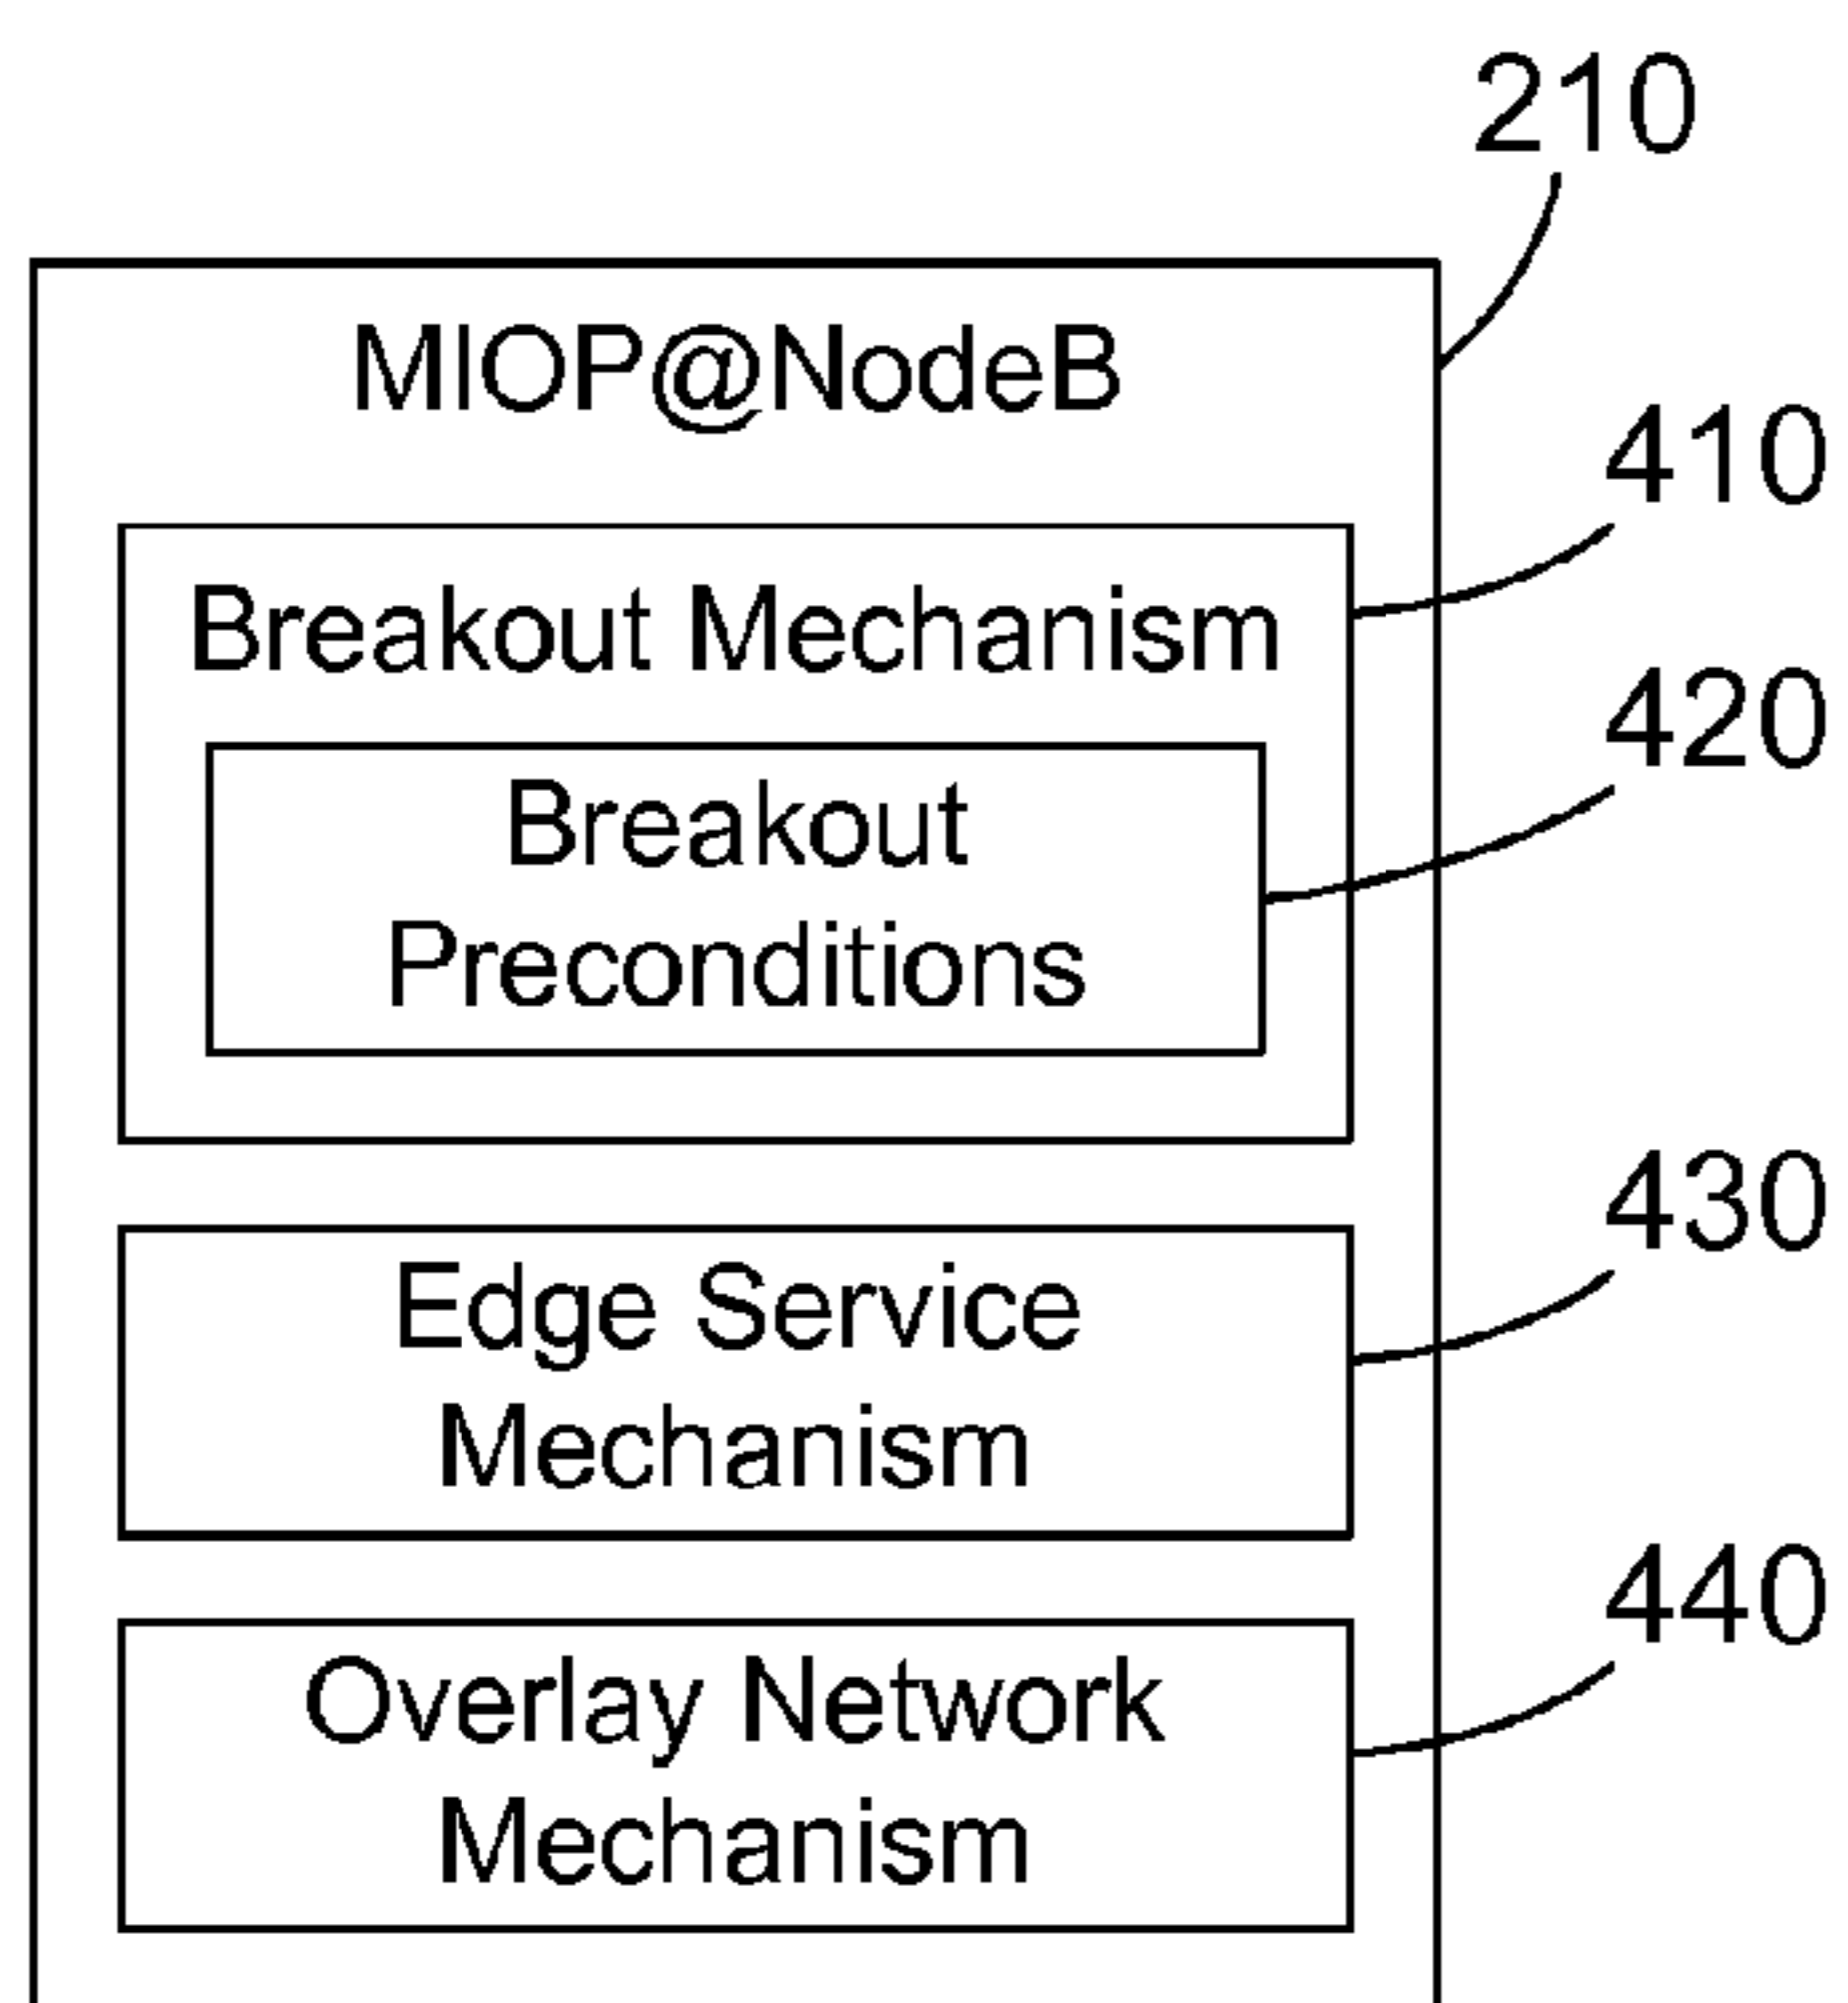 210
MIOP@NodeB
410
Breakout Mechanism
420
Breakout
Preconditions
430
Edge Service
Mechanism
440
Overlay Network
Mechanism